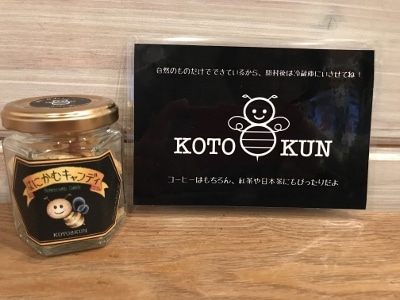 自然のものだけでできているから、開封後は冷蔵庫にいさせてね！
KOTO KUN
コーヒーはもちろん、紅茶や日本茶にもぴったりだよ
はにかむキャンディ
KOTO8KUN